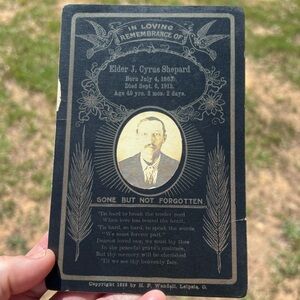 IN LOVING
REMEMBRANCE OF
Elder J. Cyrus Shepard
Born July 4, 1867.
Died Sept. 6, 1913.
Age 46 yrs. 2 mos. 2 days.
GONE BUT NOT FORGOTTEN.
'Tis hard to break the tender cord
When love has bound the heart,
'Tis hard, so hard, to speak the words
"We must forever part."
Dearest loved one, we must lay thee
In the peaceful grave's embrace,
But thy memory will be cherished
'Til we see thy heavenly face.
Copyright by H. F. Wendell, Leipsic, O.